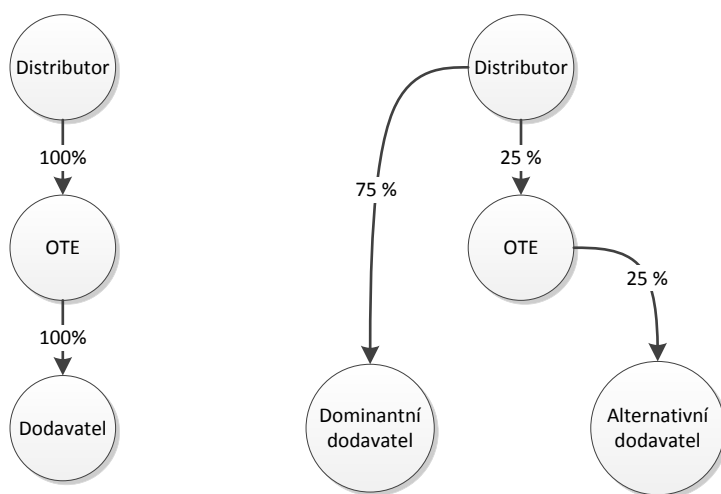 Distributor
100%
OTE
100%
Dodavatel
Distributor
75 %
25 %
OTE
25 %
Dominantní
dodavatel
Alternativní
dodavatel